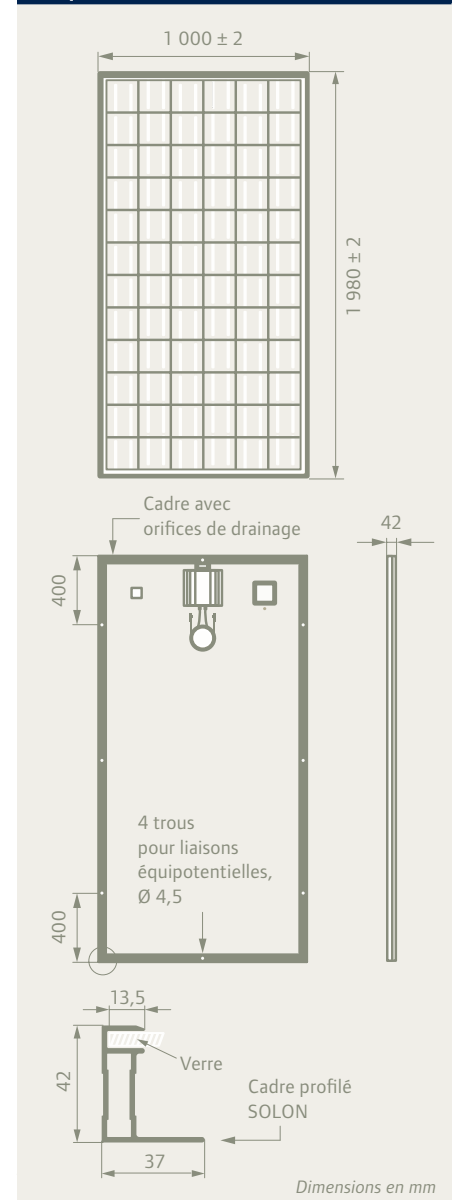 1 000 ± 2
1 980 ± 2
Cadre avec
orifices de drainage
42
400
4 trous
pour liaisons
équipotentielles,
Ø 4,5
400
13,5
Verre
42
Cadre profilé
SOLON
37
Dimensions en mm